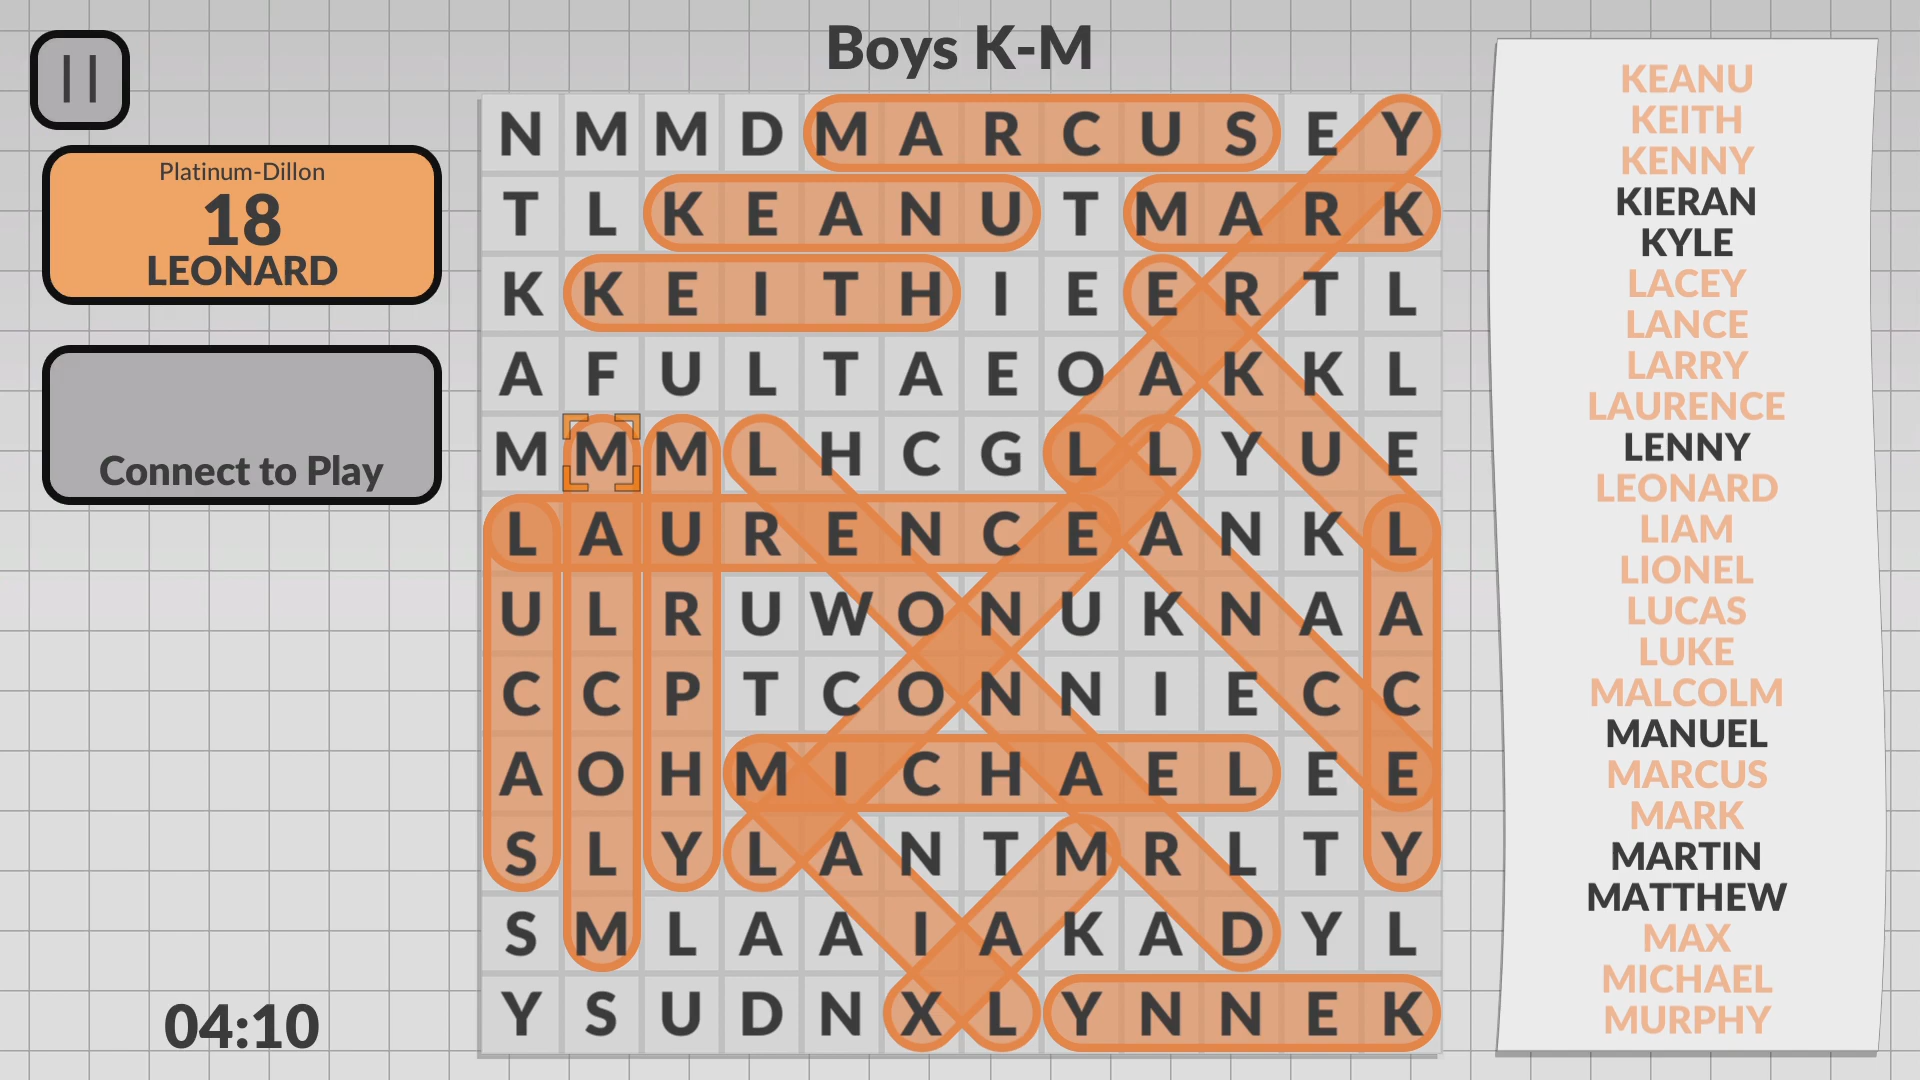 Boys K-M
Platinum-Dillon
18
LEONARD
Connect to Play
04:10
N M M D M A R C U S E Y
T L K E A N U T M A R K
K K E I T H I E E R T L
A F U L T A E O A K K L
M M M L H C G L L Y U E
L A U R E N C E A N K L
U L R U W O N U K N A A
C C P T C O N N I E C C
A O H M I C H A E L E E
S L Y L A N T M R L T Y
S M L A A I A K A D Y L
Y S U D N X L Y N N E K
KEANU
KEITH
KENNY
KIERAN
KYLE
LACEY
LANCE
LARRY
LAURENCE
LENNY
LEONARD
LIAM
LIONEL
LUCAS
LUKE
MALCOLM
MANUEL
MARCUS
MARK
MARTIN
MATTHEW
MAX
MICHAEL
MURPHY